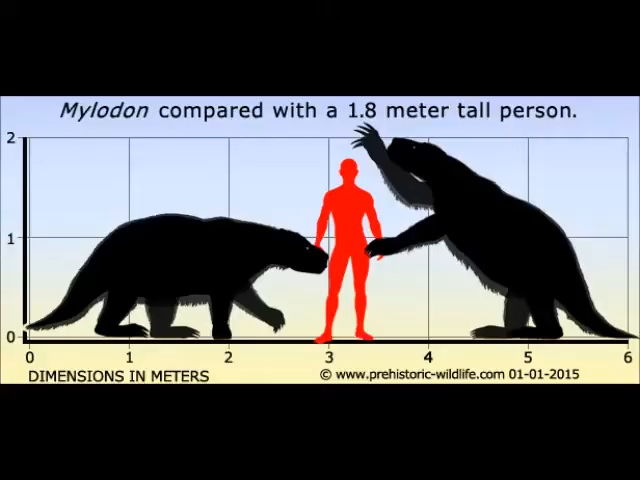 Mylodon compared with a 1.8 meter tall person.
2
1
0
0 1 2 3 4 5 6
DIMENSIONS IN METERS © www.prehistoric-wildlife.com 01-01-2015